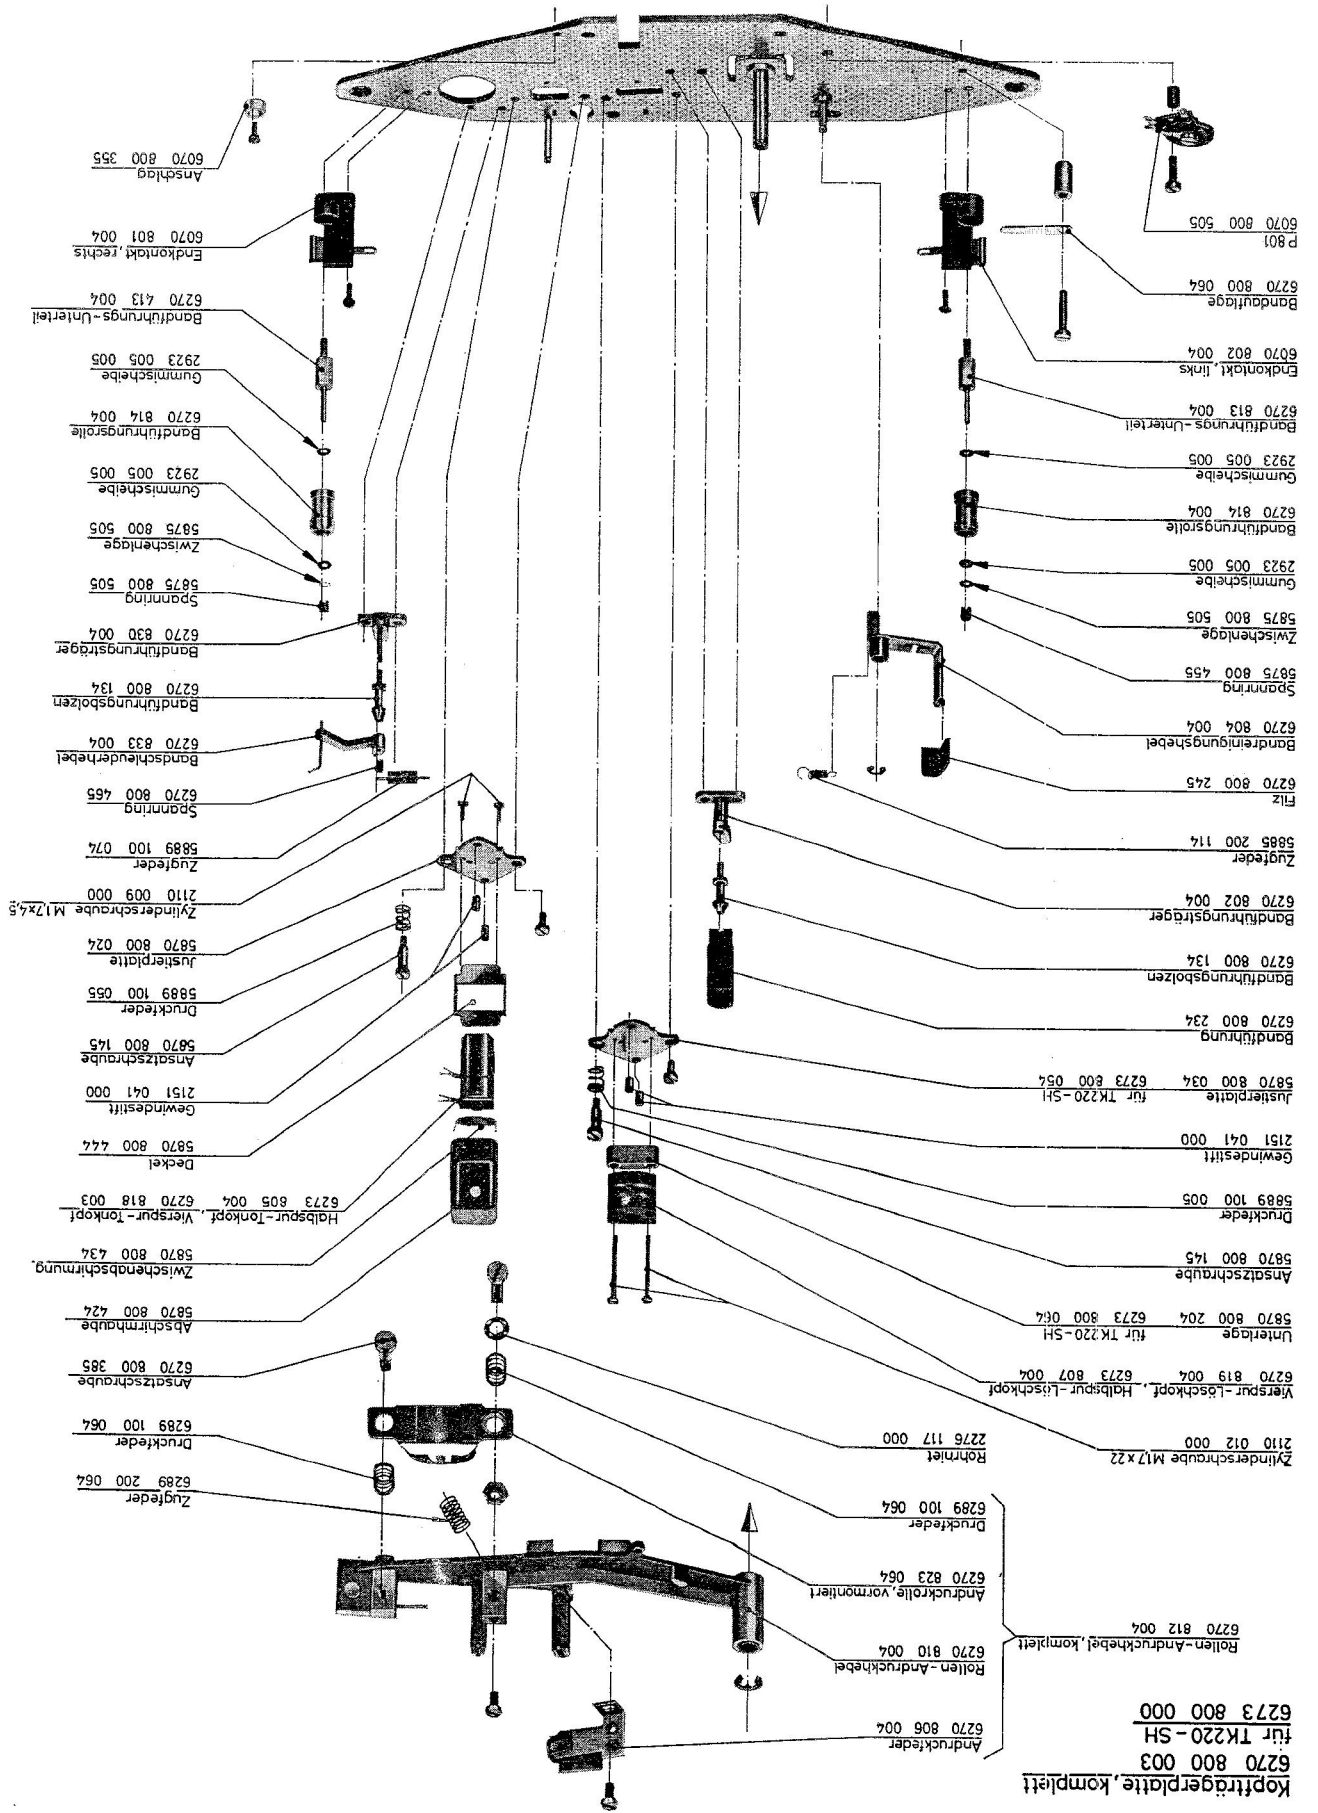 Kopfträgerplatte, komplett
6270 800 003
für TK220-SH
6273 800 000
Andruckfeder
6270 806 004
Rollen-Andruckhebel
6270 810 004
Rollen-Andruckhebel, komplett
6270 812 004
Andruckrolle, vormontiert
6270 823 064
Druckfeder
6289 100 064
Rohrniet
2276 117 000
Zylinderschraube M1,7x22
2110 012 000
Vierspur-Löschkopf, Halbspur-Löschkopf
6270 819 004 6273 807 004
Unterlage für TK220-SH
5870 800 204 6273 800 064
Ansatzschraube
5870 800 145
Druckfeder
5889 100 005
Gewindestift
2151 041 000
Justierplatte für TK220-SH
5870 800 034 6273 800 054
Bandführung
6270 800 234
Bandführungsbolzen
6270 800 134
Bandführungsträger
6270 802 004
Zugfeder
5885 200 114
Filz
6270 800 245
Bandreinigungshebel
6270 804 004
Spannring
5875 800 455
Zwischenlage
5875 800 505
Gummischeibe
2923 005 005
Bandführungsrolle
6270 814 004
Gummischeibe
2923 005 005
Bandführungs-Unterteil
6270 813 004
Endkontakt, links
6070 802 004
Bandauflage
6270 800 064
P 801
6070 800 505
Zugfeder
6289 200 064
Druckfeder
6289 100 064
Ansatzschraube
6270 800 385
Abschirmhaube
5870 800 424
Zwischenabschirmung
5870 800 434
Halbspur-Tonkopf, Vierspur-Tonkopf
6273 805 004 6270 818 003
Deckel
5870 800 444
Gewindestift
2151 041 000
Ansatzschraube
5870 800 145
Druckfeder
5889 100 055
Justierplatte
5870 800 024
Zylinderschraube M1,7x4,5
2110 009 000
Zugfeder
5889 100 074
Spannring
6270 800 465
Bandschleuderhebel
6270 833 004
Bandführungsbolzen
6270 800 134
Bandführungsträger
6270 830 004
Spannring
5875 800 505
Zwischenlage
5875 800 505
Gummischeibe
2923 005 005
Bandführungsrolle
6270 814 004
Gummischeibe
2923 005 005
Bandführungs-Unterteil
6270 413 004
Endkontakt, rechts
6070 801 004
Anschlag
6070 800 355